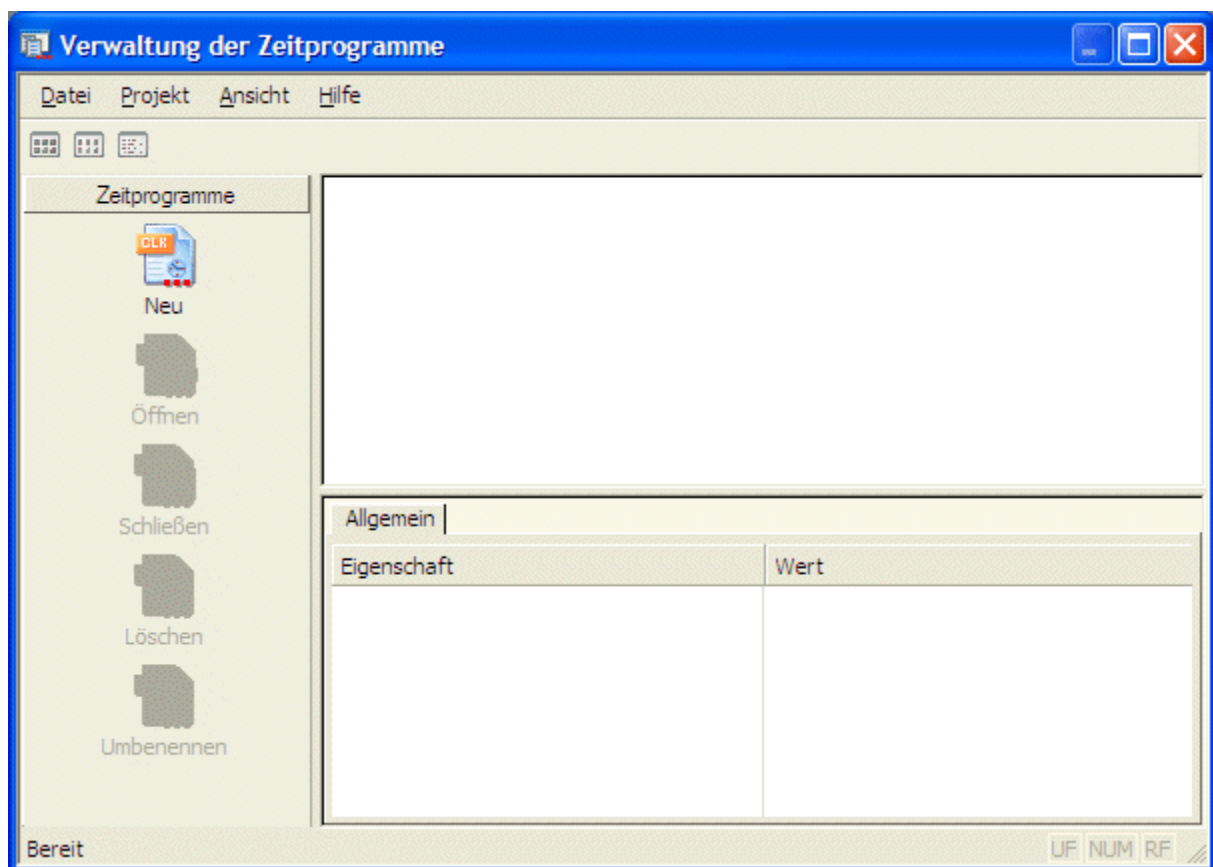 Verwaltung der Zeitprogramme
Datei Projekt Ansicht Hilfe
Zeitprogramme
CLK
Neu
Öffnen
Schließen
Löschen
Umbenennen
Allgemein
Eigenschaft Wert
Bereit UF NUM RF